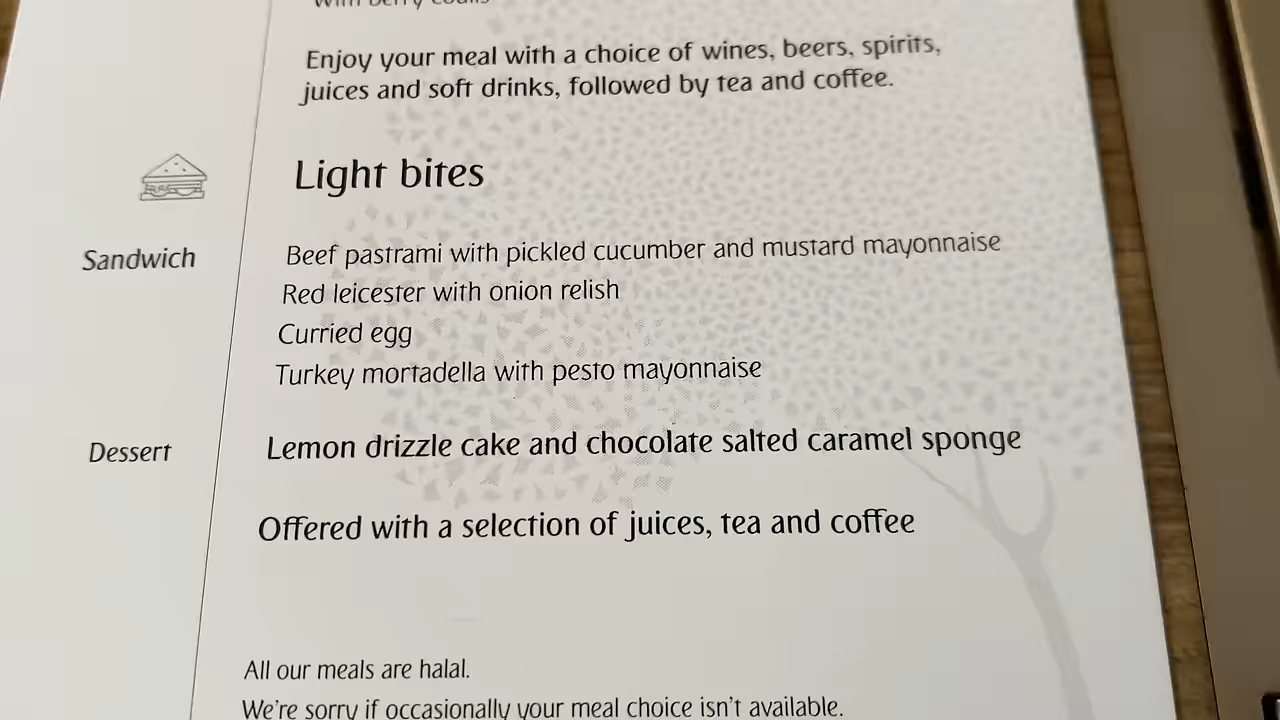 Enjoy your meal with a choice of wines, beers, spirits,
juices and soft drinks, followed by tea and coffee.
Light bites
Sandwich
Beef pastrami with pickled cucumber and mustard mayonnaise
Red leicester with onion relish
Curried egg
Turkey mortadella with pesto mayonnaise
Dessert
Lemon drizzle cake and chocolate salted caramel sponge
Offered with a selection of juices, tea and coffee
All our meals are halal.
We're sorry if occasionally your meal choice isn't available.